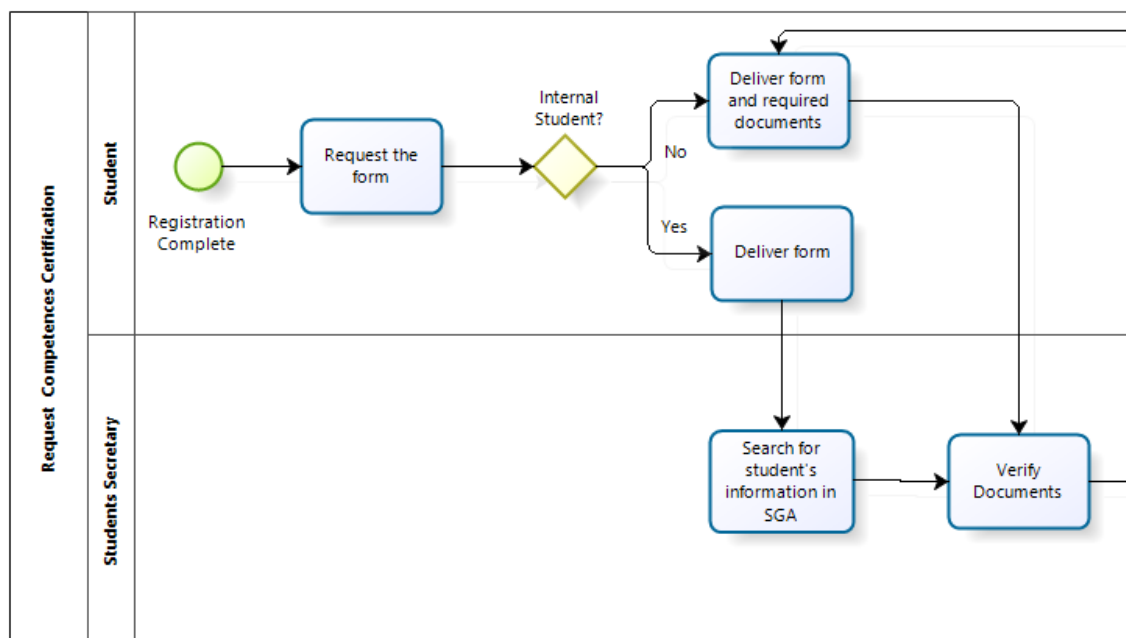 Request Competences Certification
Student
Registration
Complete
Request the
form
Internal
Student?
No
Yes
Deliver form
and required
documents
Deliver form
Students Secretary
Search for
student's
information in
SGA
Verify
Documents